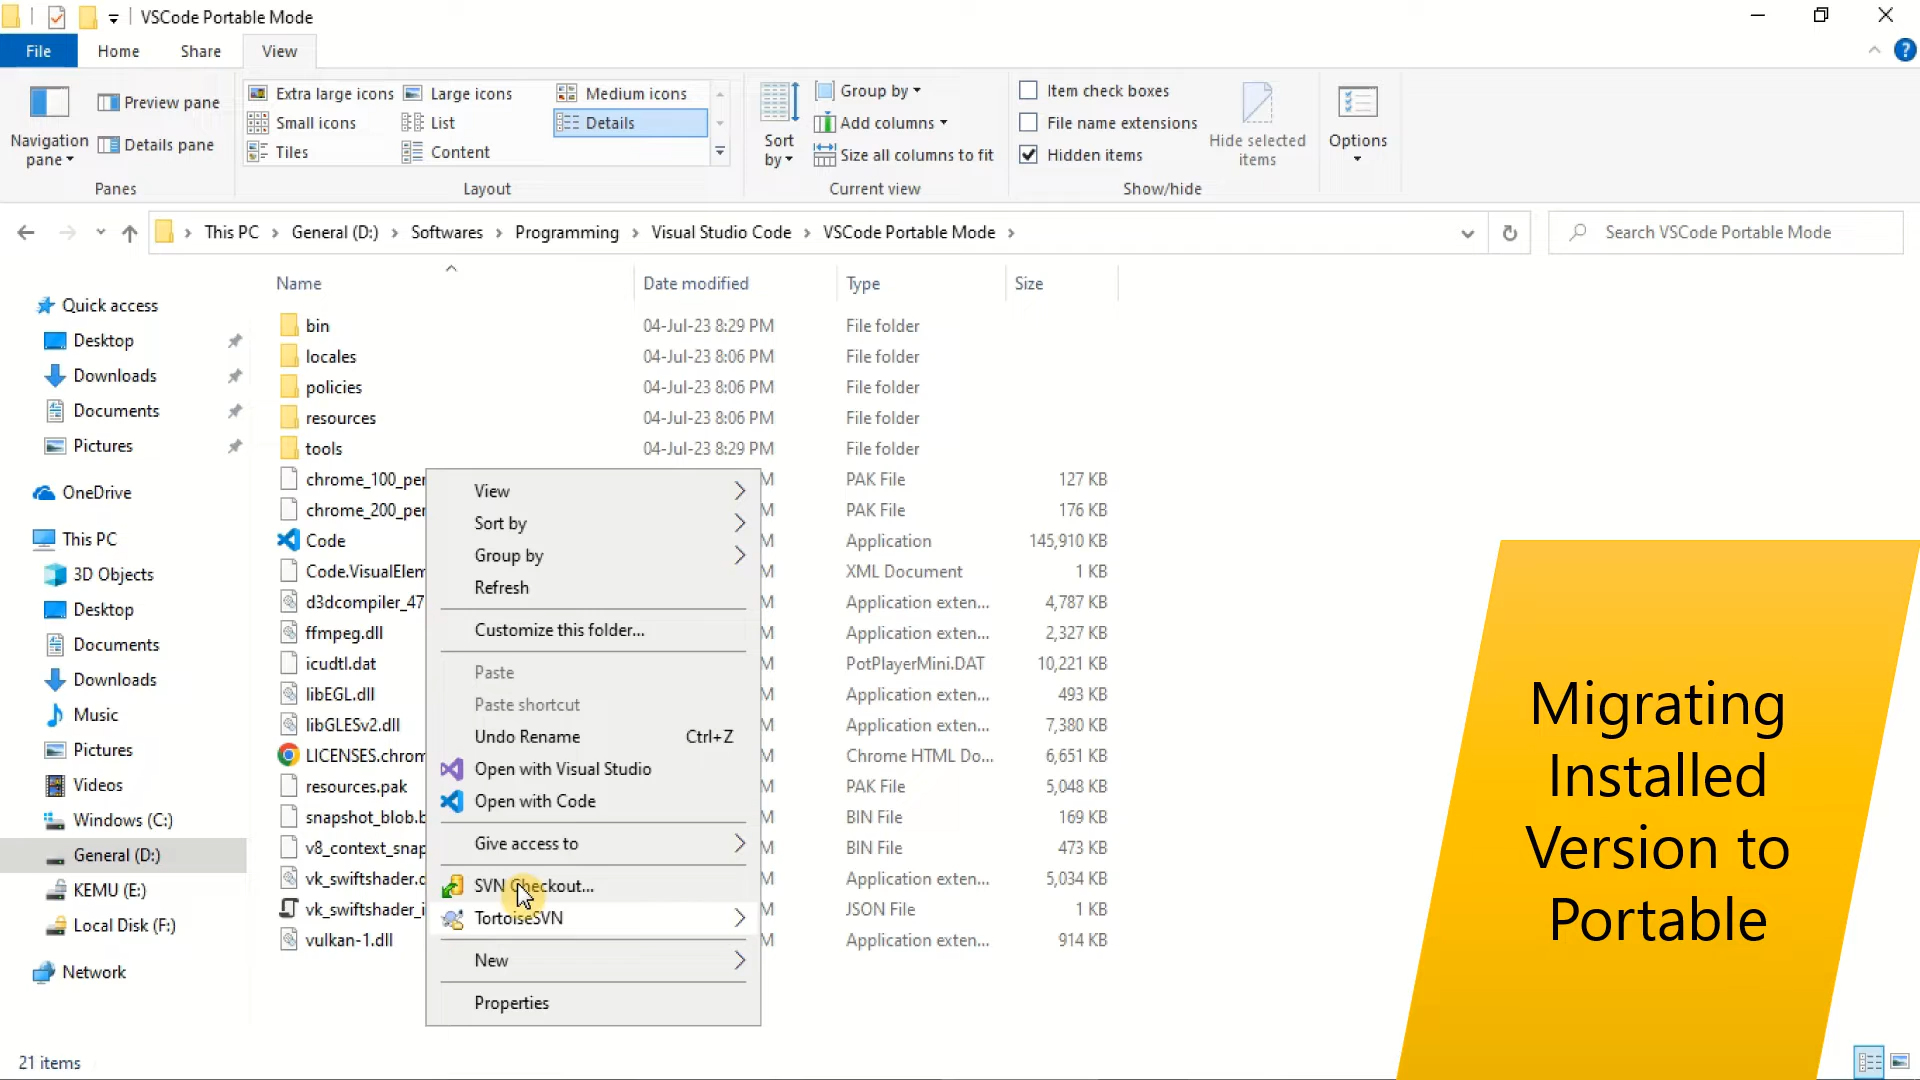 VSCode Portable Mode
File Home Share View
Navigation pane
Preview pane
Details pane
Panes
Extra large icons Large icons Medium icons
Small icons List Details
Tiles Content
Layout
Sort by
Group by
Add columns
Size all columns to fit
Current view
Item check boxes
File name extensions
Hidden items
Hide selected items
Show/hide
Options
This PC › General (D:) › Softwares › Programming › Visual Studio Code › VSCode Portable Mode ›
Search VSCode Portable Mode
Quick access
Desktop
Downloads
Documents
Pictures
OneDrive
This PC
3D Objects
Desktop
Documents
Downloads
Music
Pictures
Videos
Windows (C:)
General (D:)
KEMU (E:)
Local Disk (F:)
Network
Name Date modified Type Size
bin 04-Jul-23 8:29 PM File folder
locales 04-Jul-23 8:06 PM File folder
policies 04-Jul-23 8:06 PM File folder
resources 04-Jul-23 8:06 PM File folder
tools 04-Jul-23 8:29 PM File folder
chrome_100_per M PAK File 127 KB
chrome_200_per M PAK File 176 KB
Code M Application 145,910 KB
Code.VisualElem M XML Document 1 KB
d3dcompiler_47 M Application exten... 4,787 KB
ffmpeg.dll M Application exten... 2,327 KB
icudtl.dat M PotPlayerMini.DAT 10,221 KB
libEGL.dll M Application exten... 493 KB
libGLESv2.dll M Application exten... 7,380 KB
LICENSES.chrom M Chrome HTML Do... 6,651 KB
resources.pak M PAK File 5,048 KB
snapshot_blob.b M BIN File 169 KB
v8_context_snap M BIN File 473 KB
vk_swiftshader.d M Application exten... 5,034 KB
vk_swiftshader_i M JSON File 1 KB
vulkan-1.dll M Application exten... 914 KB
View
Sort by
Group by
Refresh
Customize this folder...
Paste
Paste shortcut
Undo Rename Ctrl+Z
Open with Visual Studio
Open with Code
Give access to
SVN Checkout...
TortoiseSVN
New
Properties
Migrating
Installed
Version to
Portable
21 items